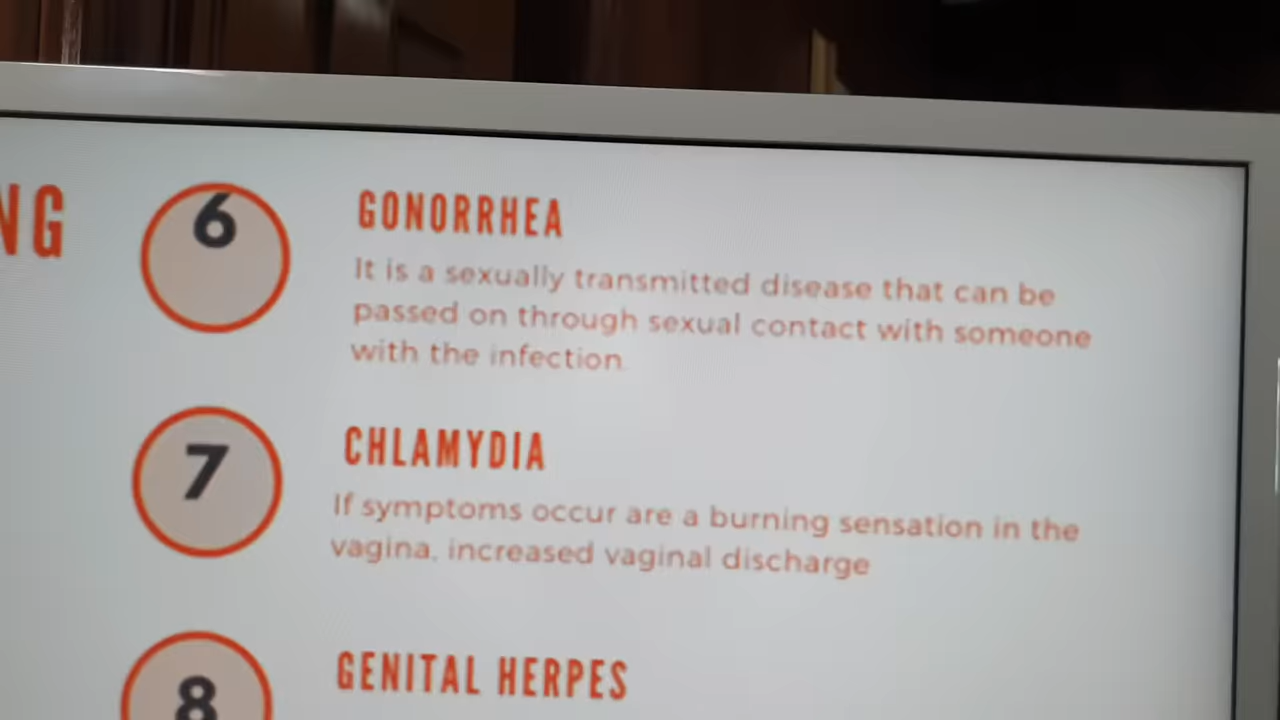 NG
6
GONORRHEA
It is a sexually transmitted disease that can be
passed on through sexual contact with someone
with the infection
7
CHLAMYDIA
If symptoms occur are a burning sensation in the
vagina, increased vaginal discharge
8
GENITAL HERPES